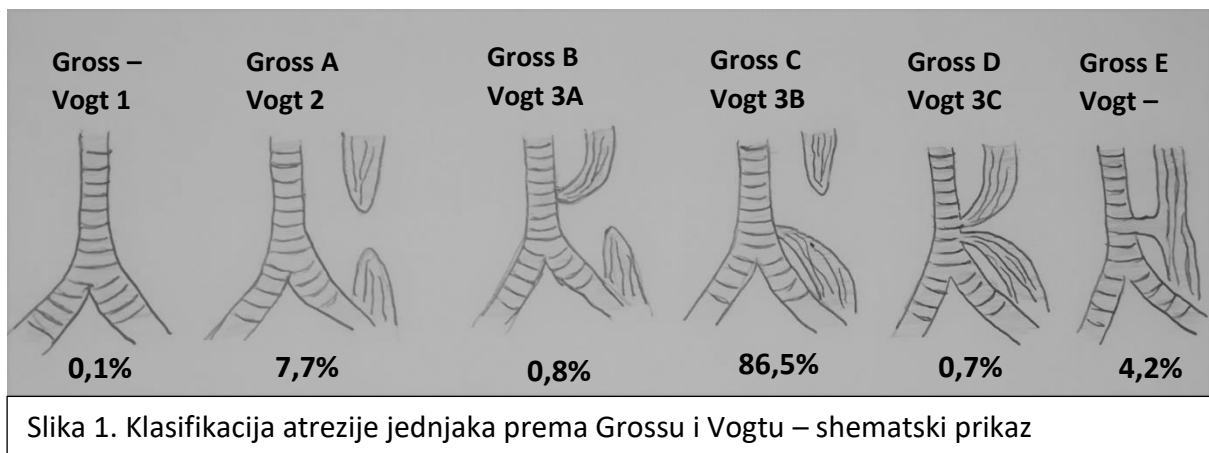 Gross – Gross A Gross B Gross C Gross D Gross E
Vogt 1 Vogt 2 Vogt 3A Vogt 3B Vogt 3C Vogt –
0,1% 7,7% 0,8% 86,5% 0,7% 4,2%
Slika 1. Klasifikacija atrezije jednjaka prema Grossu i Vogtu – shematski prikaz